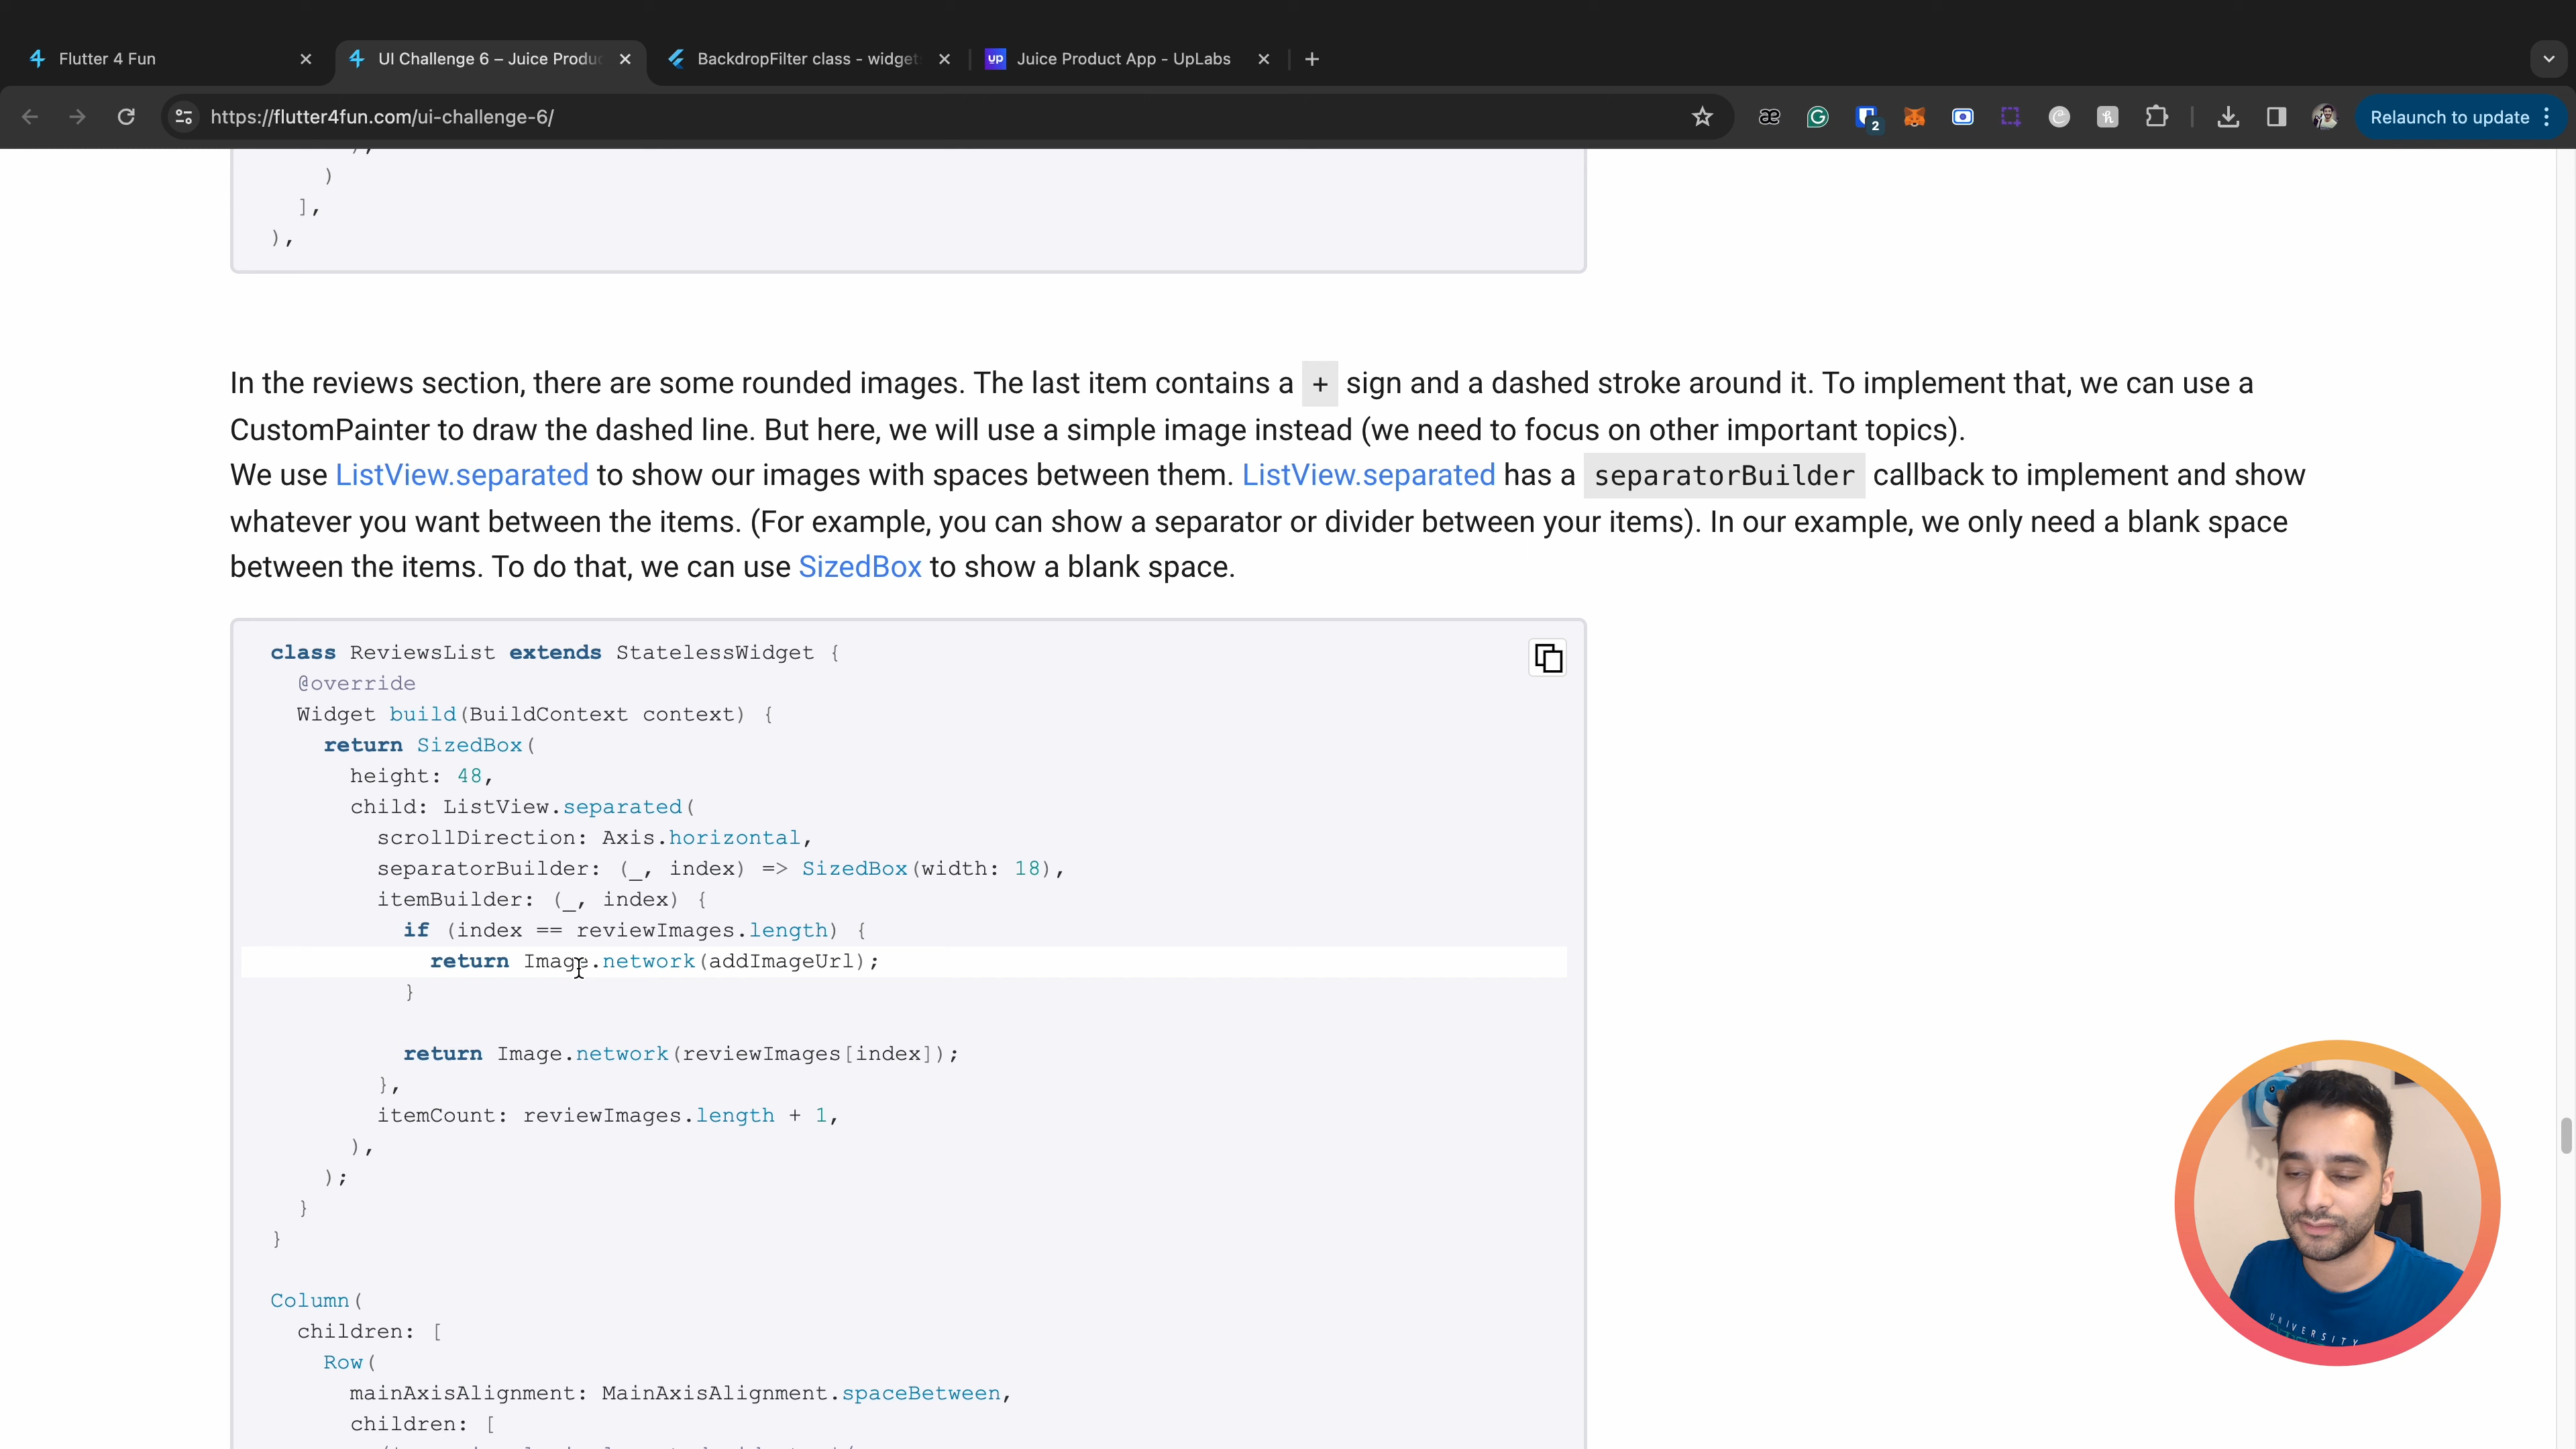 Flutter 4 Fun
UI Challenge 6 – Juice Produc
BackdropFilter class - widget
up
Juice Product App - UpLabs
https://flutter4fun.com/ui-challenge-6/
2
Relaunch to update
)
],
),
In the reviews section, there are some rounded images. The last item contains a + sign and a dashed stroke around it. To implement that, we can use a
CustomPainter to draw the dashed line. But here, we will use a simple image instead (we need to focus on other important topics).
We use ListView.separated to show our images with spaces between them. ListView.separated has a separatorBuilder callback to implement and show
whatever you want between the items. (For example, you can show a separator or divider between your items). In our example, we only need a blank space
between the items. To do that, we can use SizedBox to show a blank space.
class ReviewsList extends StatelessWidget {
@override
Widget build(BuildContext context) {
return SizedBox(
height: 48,
child: ListView.separated(
scrollDirection: Axis.horizontal,
separatorBuilder: (_, index) => SizedBox(width: 18),
itemBuilder: (_, index) {
if (index == reviewImages.length) {
return Image.network(addImageUrl);
}
return Image.network(reviewImages[index]);
},
itemCount: reviewImages.length + 1,
),
);
}
}
Column(
children: [
Row(
mainAxisAlignment: MainAxisAlignment.spaceBetween,
children: [
UNIVERSITY